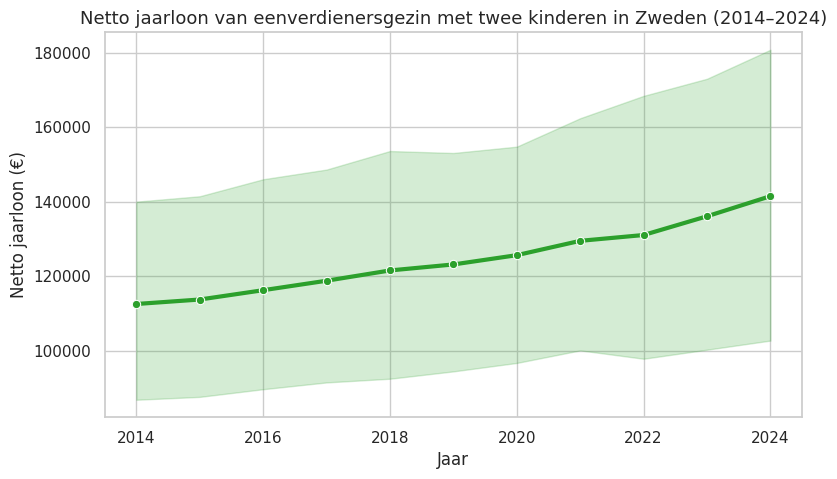 Netto jaarloon van eenverdienersgezin met twee kinderen in Zweden (2014–2024)
Netto jaarloon (€)
180000
160000
140000
120000
100000
2014 2016 2018 2020 2022 2024
Jaar